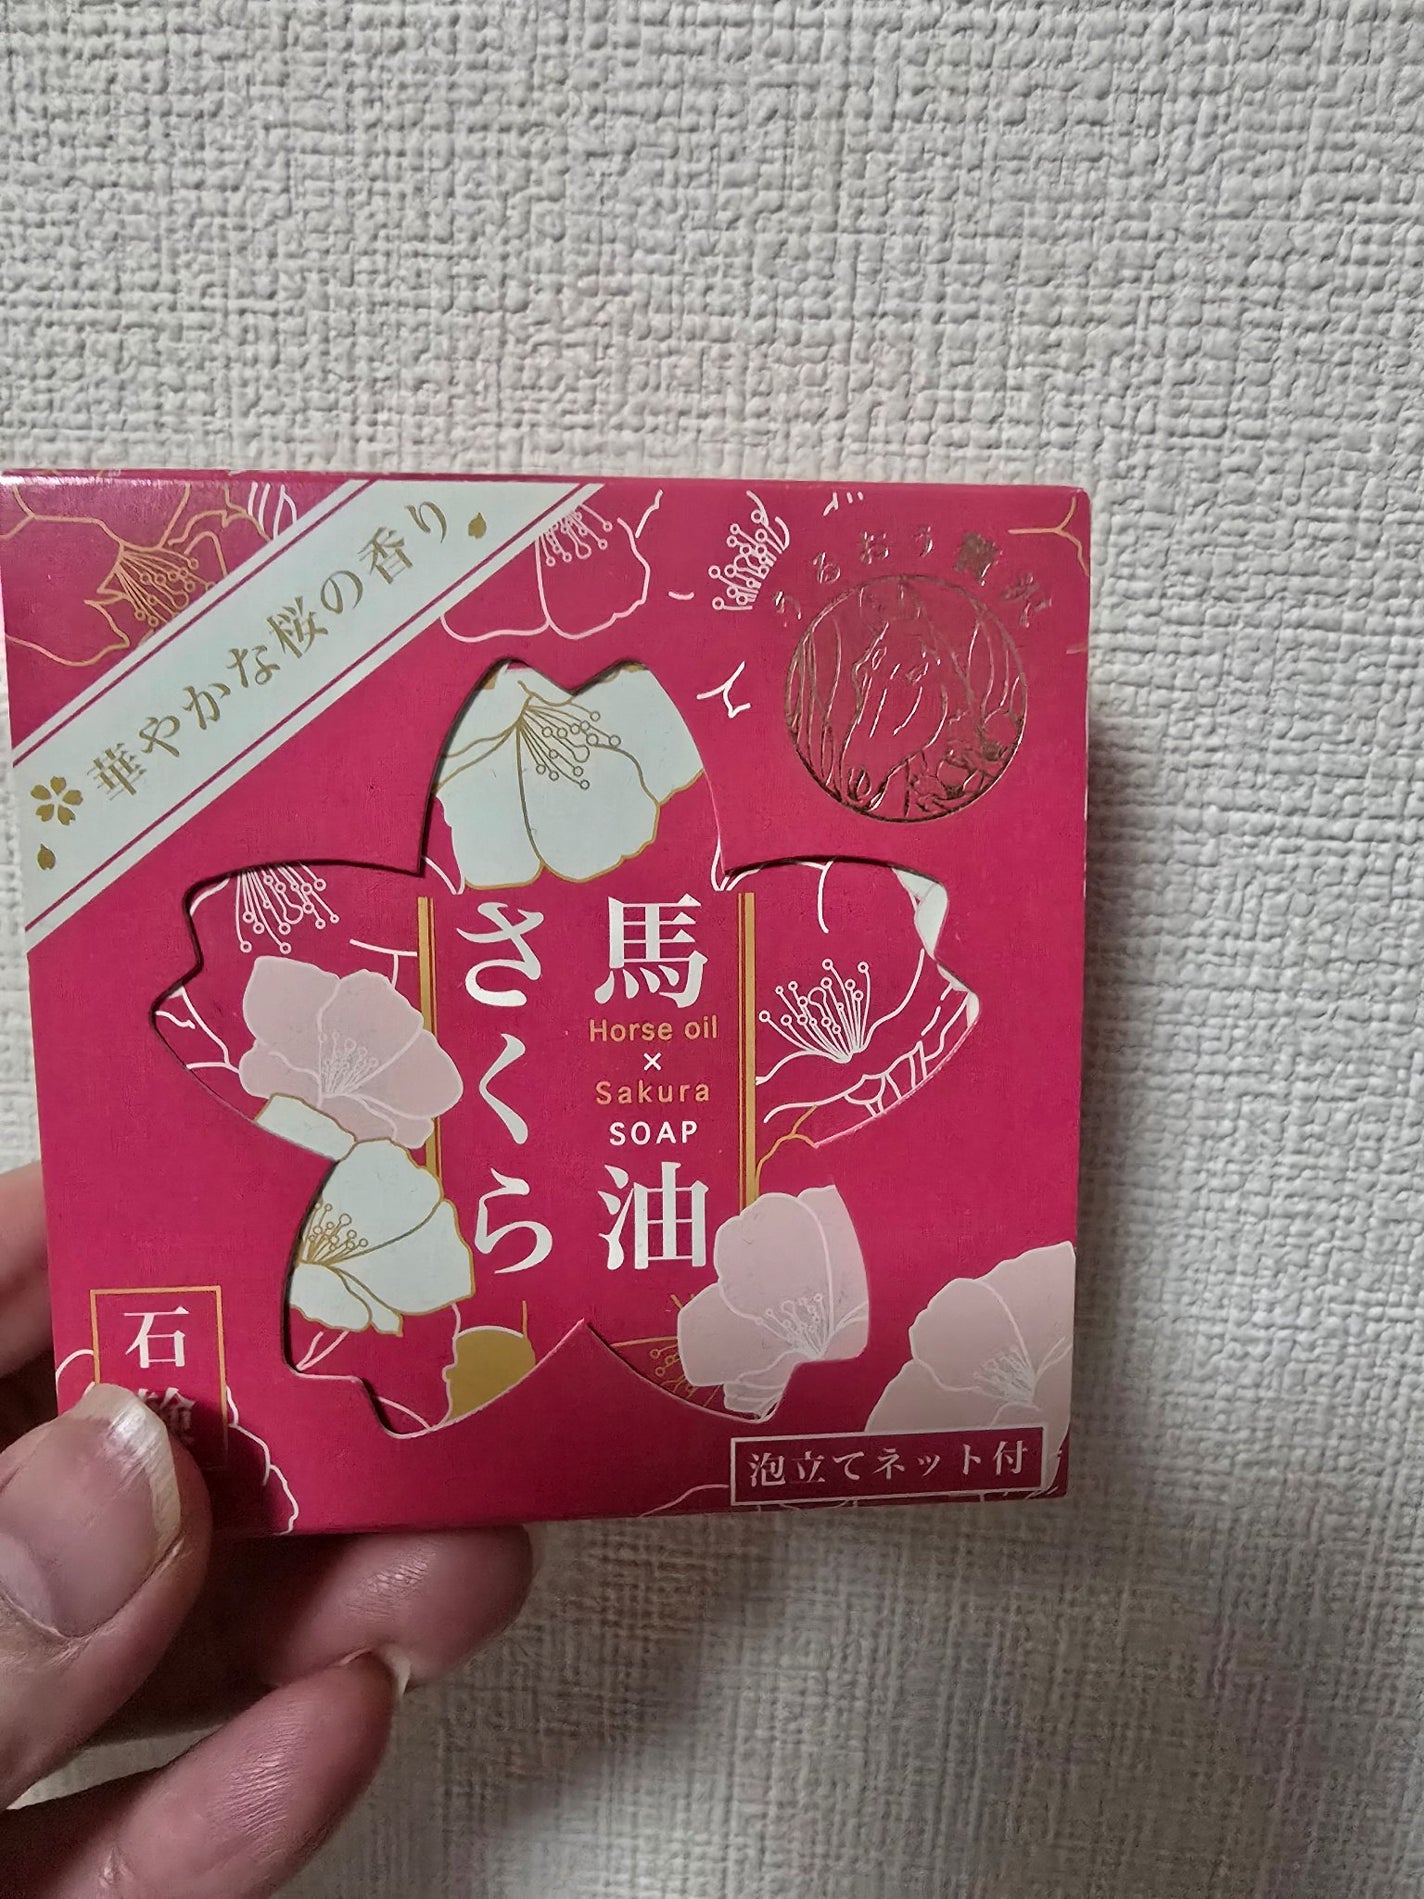 華やかな桜の香り
うるおう贅沢
馬油
さくら
Horse oil
×
Sakura
SOAP
石鹸
泡立てネット付